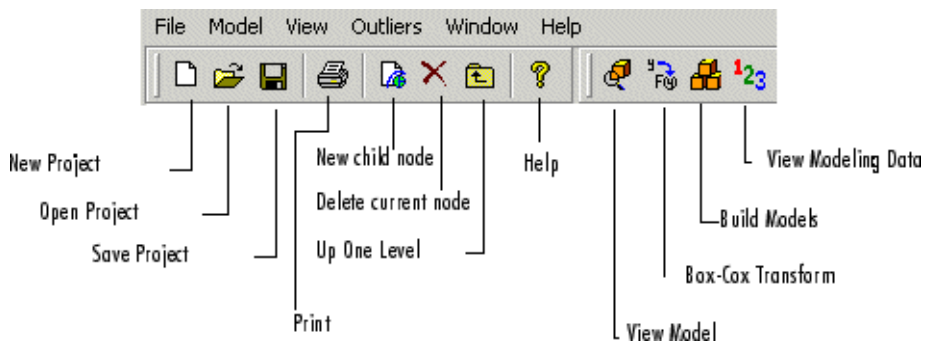 File Model View Outliers Window Help
y F(y) 123
New Project
New child node
Help
View Modeling Data
Open Project
Delete current node
Build Models
Save Project
Up One Level
Box-Cox Transform
Print
View Model